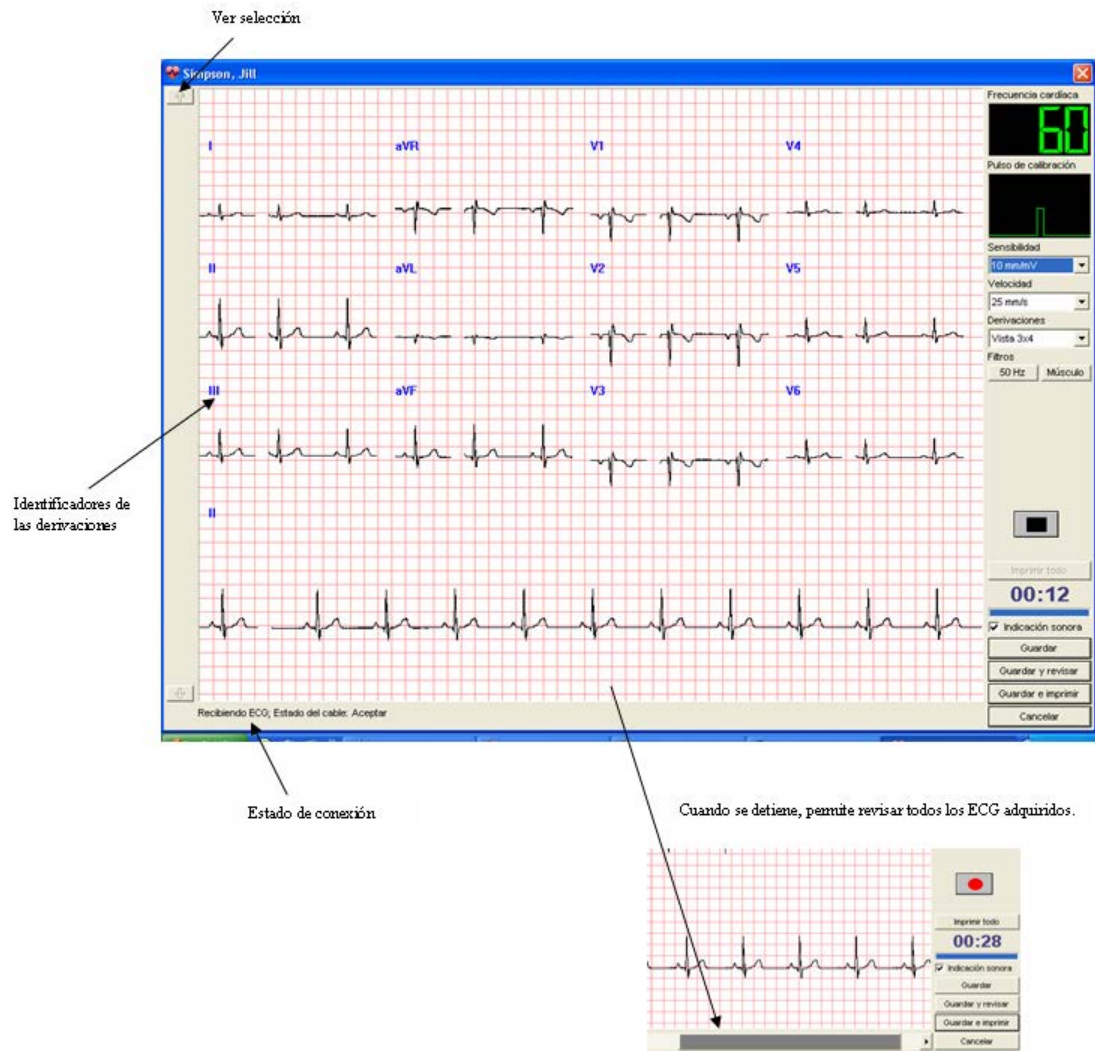 Ver selección
Simpson, Jill
Frecuencia cardíaca
60
Pulso de calibración
Sensibilidad
10 mm/mV
Velocidad
25 mm/s
Derivaciones
Vista 3x4
Filtros
50 Hz Músculo
I aVR V1 V4
II aVL V2 V5
III aVF V3 V6
II
Identificadores de
las derivaciones
Imprimir todo
00:12
Indicación sonora
Guardar
Guardar y revisar
Guardar e imprimir
Cancelar
Recibiendo ECG; Estado del cable: Aceptar
Estado de conexión
Cuando se detiene, permite revisar todos los ECG adquiridos.
Imprimir todo
00:28
Indicación sonora
Guardar
Guardar y revisar
Guardar e imprimir
Cancelar